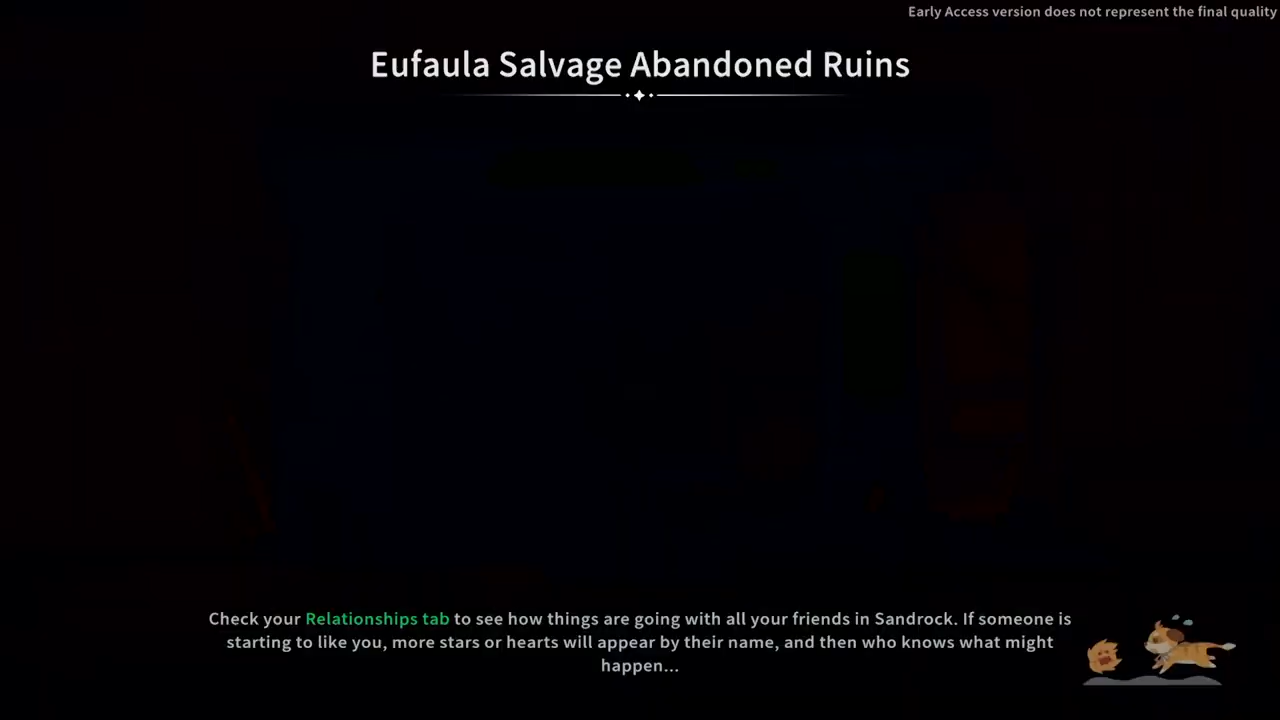 Early Access version does not represent the final quality
Eufaula Salvage Abandoned Ruins
Check your Relationships tab to see how things are going with all your friends in Sandrock. If someone is
starting to like you, more stars or hearts will appear by their name, and then who knows what might
happen...